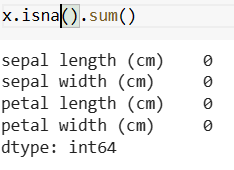 x.isna().sum()
sepal length (cm)    0
sepal width (cm)     0
petal length (cm)    0
petal width (cm)     0
dtype: int64